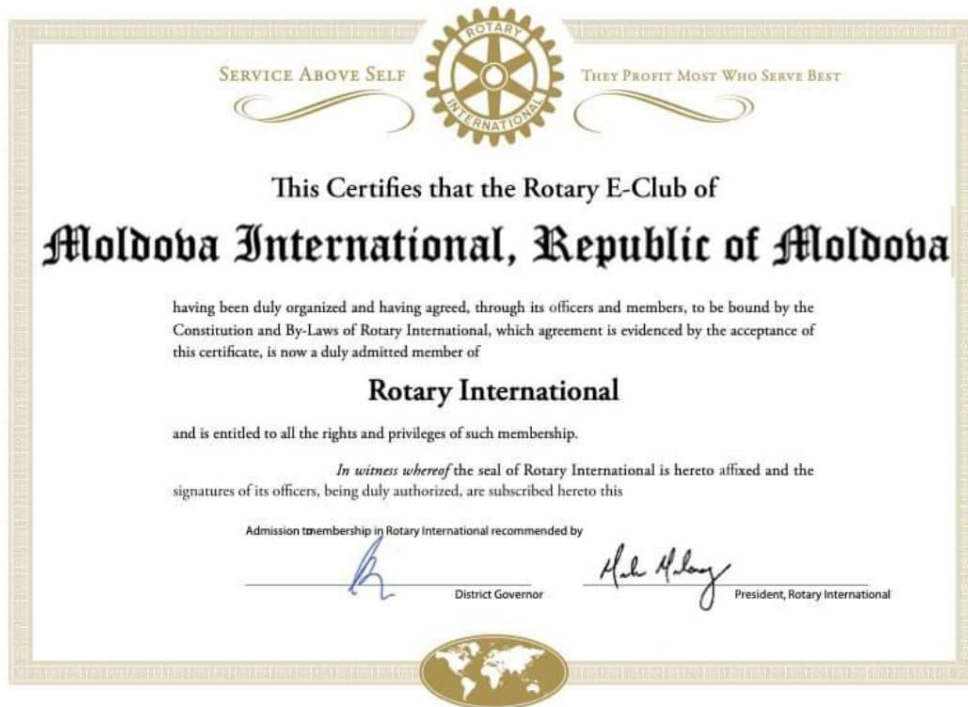 ROTARY
INTERNATIONAL
SERVICE ABOVE SELF
THEY PROFIT MOST WHO SERVE BEST
This Certifies that the Rotary E-Club of
Moldova International, Republic of Moldova
having been duly organized and having agreed, through its officers and members, to be bound by the
Constitution and By-Laws of Rotary International, which agreement is evidenced by the acceptance of
this certificate, is now a duly admitted member of
Rotary International
and is entitled to all the rights and privileges of such membership.
In witness whereof the seal of Rotary International is hereto affixed and the
signatures of its officers, being duly authorized, are subscribed hereto this
Admission tmembership in Rotary International recommended by
District Governor
President, Rotary International